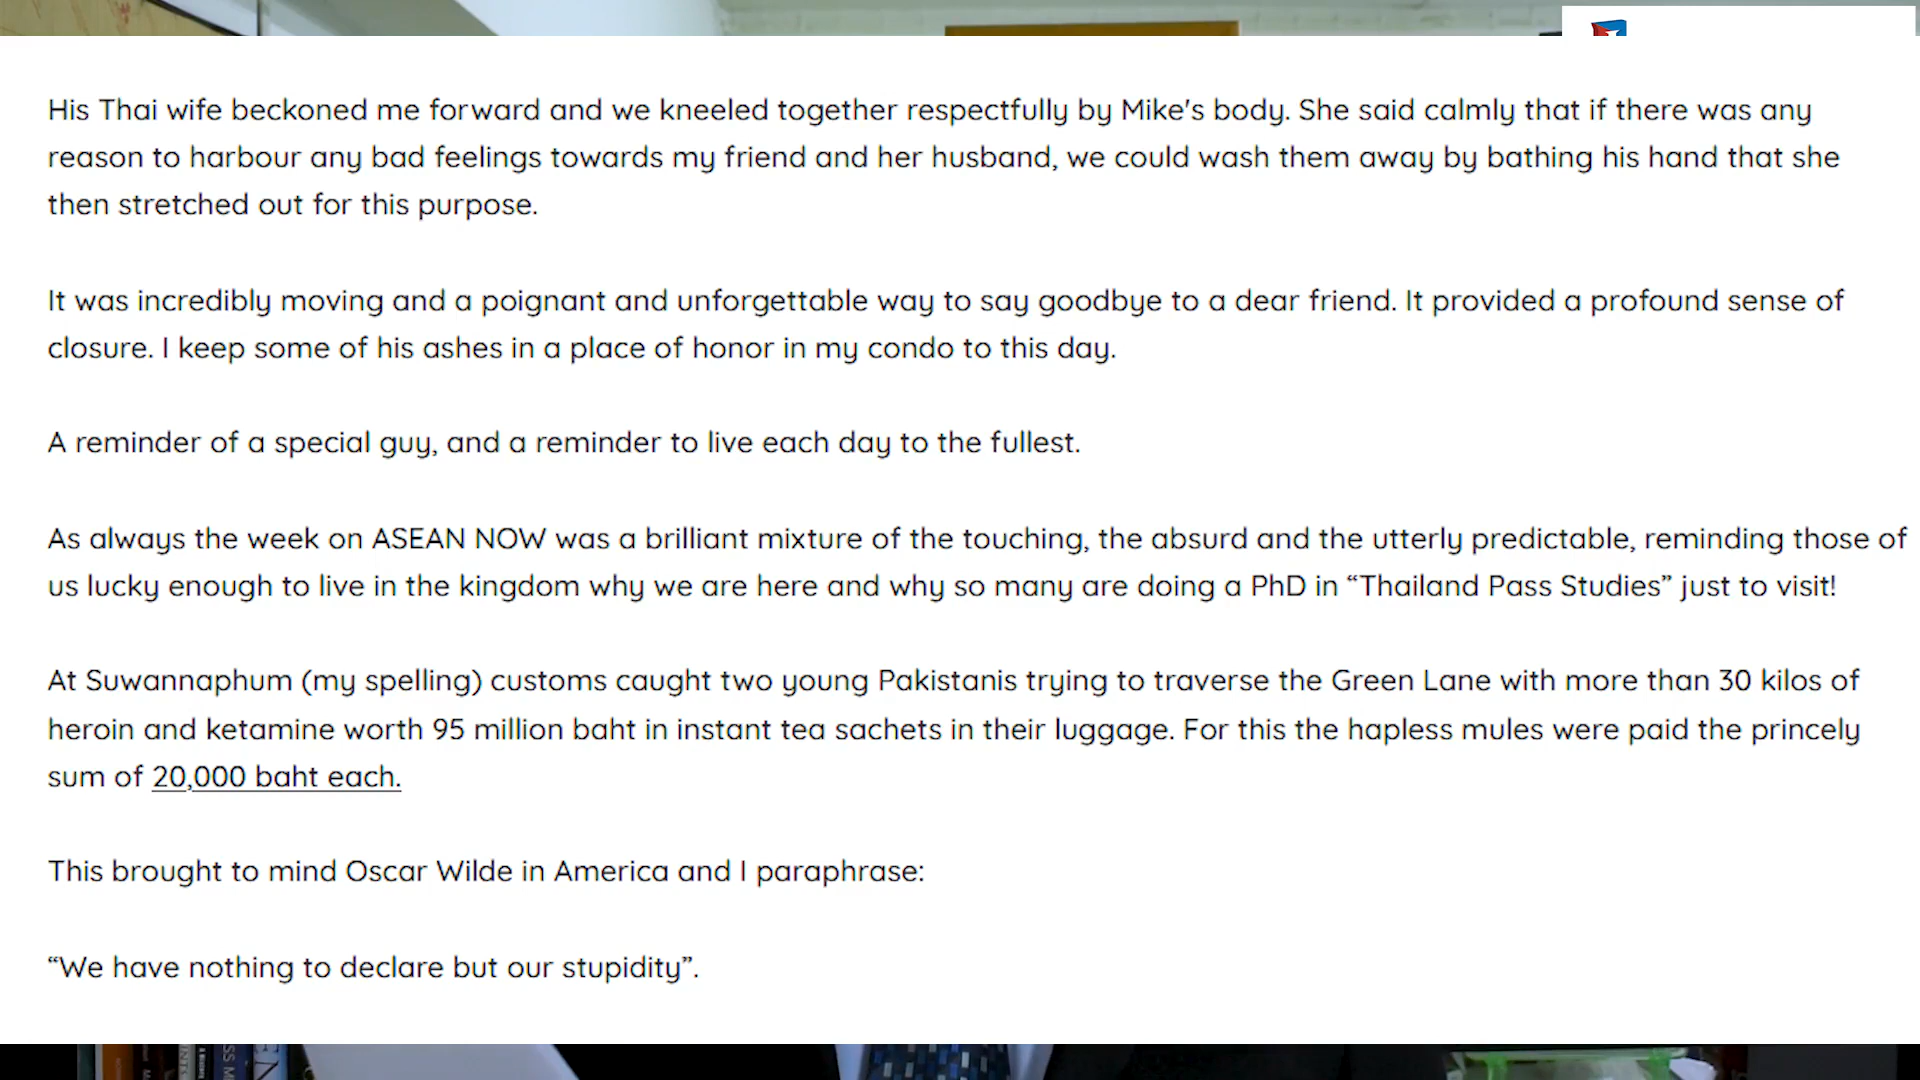 His Thai wife beckoned me forward and we kneeled together respectfully by Mike's body. She said calmly that if there was any
reason to harbour any bad feelings towards my friend and her husband, we could wash them away by bathing his hand that she
then stretched out for this purpose.
It was incredibly moving and a poignant and unforgettable way to say goodbye to a dear friend. It provided a profound sense of
closure. I keep some of his ashes in a place of honor in my condo to this day.
A reminder of a special guy, and a reminder to live each day to the fullest.
As always the week on ASEAN NOW was a brilliant mixture of the touching, the absurd and the utterly predictable, reminding those of
us lucky enough to live in the kingdom why we are here and why so many are doing a PhD in “Thailand Pass Studies” just to visit!
At Suwannaphum (my spelling) customs caught two young Pakistanis trying to traverse the Green Lane with more than 30 kilos of
heroin and ketamine worth 95 million baht in instant tea sachets in their luggage. For this the hapless mules were paid the princely
sum of 20,000 baht each.
This brought to mind Oscar Wilde in America and I paraphrase:
“We have nothing to declare but our stupidity”.